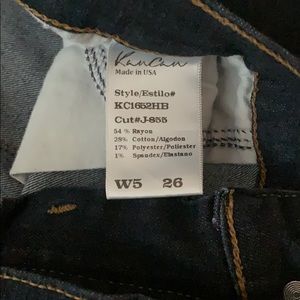 KanCan
Made in USA
Style/Estilo#
KC1652HB
Cut#J-855
54 % Rayon
28% Cotton/Algodon
17% Polyester/Poliester
1% Spandex/Elastano
W5 26